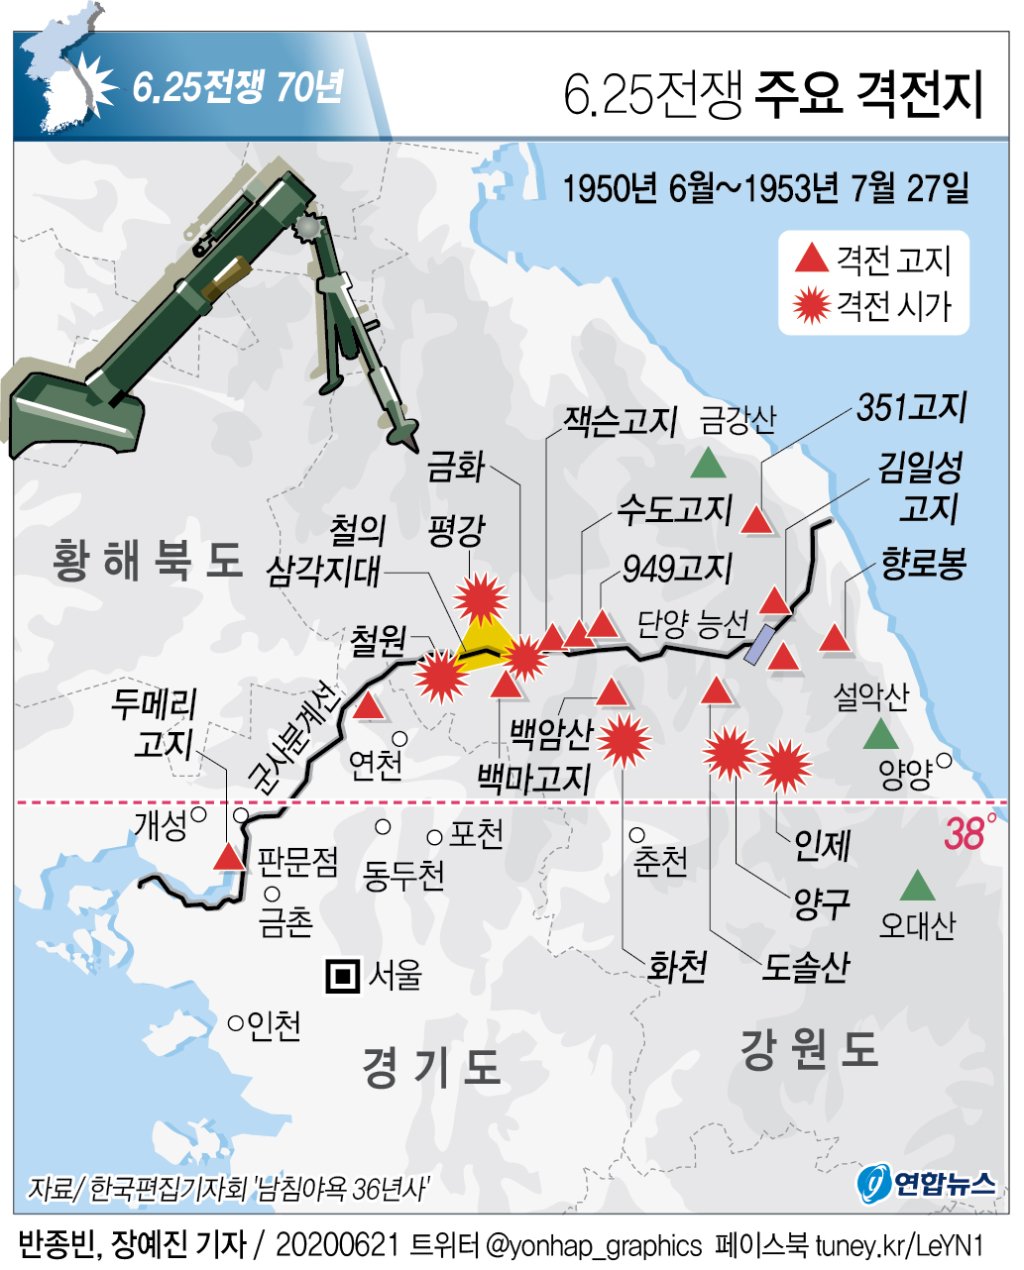 6.25전쟁 70년
6.25전쟁 주요 격전지
1950년 6월~1953년 7월 27일
격전 고지
격전 시가
잭슨고지
금강산
351고지
금화
김일성
고지
철의
삼각지대
평강
수도고지
황해북도
949고지
향로봉
단양 능선
철원
두메리
고지
군사분계선
설악산
백암산
연천
백마고지
양양
개성
38°
포천
판문점
동두천
춘천
인제
금촌
양구
오대산
서울
화천
도솔산
인천
경기도
강원도
자료/ 한국편집기자회 '남침야욕 36년사'
연합뉴스
반종빈, 장예진 기자 / 20200621 트위터 @yonhap_graphics 페이스북 tuney.kr/LeYN1